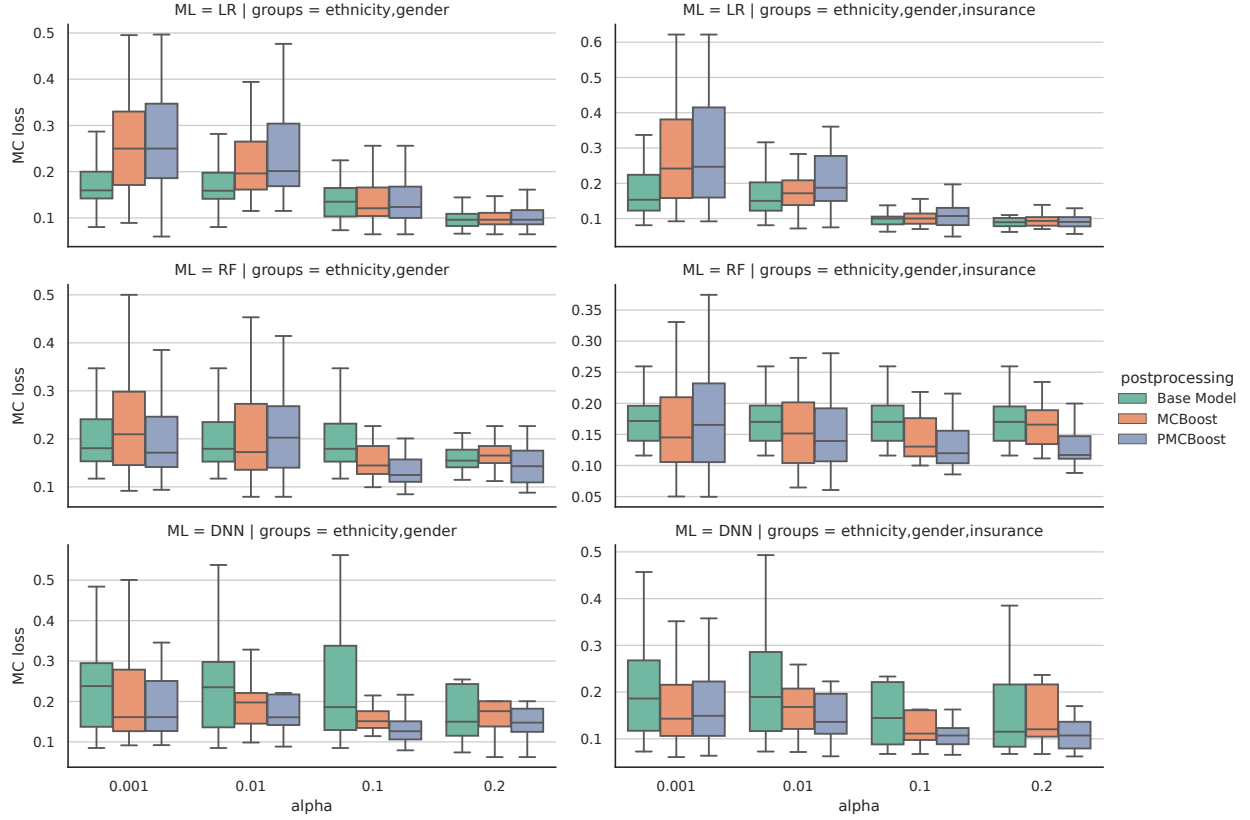 ML = LR | groups = ethnicity,gender
ML = LR | groups = ethnicity,gender,insurance
0.5
0.4
0.3
0.2
0.1
MC loss
0.6
0.5
0.4
0.3
0.2
0.1
ML = RF | groups = ethnicity,gender
ML = RF | groups = ethnicity,gender,insurance
0.5
0.4
0.3
0.2
0.1
MC loss
0.35
0.30
0.25
0.20
0.15
0.10
0.05
postprocessing
Base Model
MCBoost
PMCBoost
ML = DNN | groups = ethnicity,gender
ML = DNN | groups = ethnicity,gender,insurance
0.5
0.4
0.3
0.2
0.1
MC loss
0.5
0.4
0.3
0.2
0.1
0.001
0.01
0.1
0.2
alpha
0.001
0.01
0.1
0.2
alpha